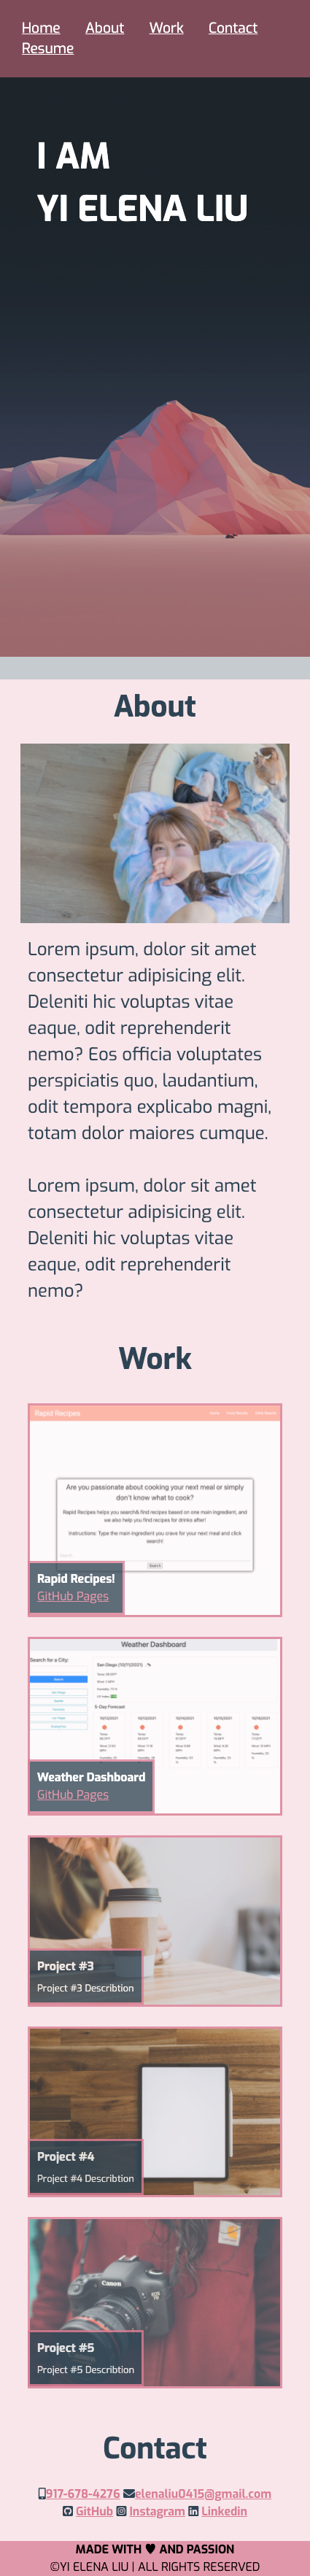 Home About Work Contact
Resume
I AM
YI ELENA LIU
About
Lorem ipsum, dolor sit amet
consectetur adipisicing elit.
Deleniti hic voluptas vitae
eaque, odit reprehenderit
nemo? Eos officia voluptates
perspiciatis quo, laudantium,
odit tempora explicabo magni,
totam dolor maiores cumque.
Lorem ipsum, dolor sit amet
consectetur adipisicing elit.
Deleniti hic voluptas vitae
eaque, odit reprehenderit
nemo?
Work
Rapid Recipes
Are you passionate about cooking your next meal or simply
don't know what to cook?
Rapid Recipes helps you search& find recipes based on one main ingredient, and
we also help you find recipes for drinks after!
Instructions: Type the main ingredient you crave for your next meal and click
search!
Search
Rapid Recipes!
GitHub Pages
Weather Dashboard
Search for a City:
San Diego (10/11/2021)
5-Day Forecast
Weather Dashboard
GitHub Pages
Project #3
Project #3 Describtion
Project #4
Project #4 Describtion
Canon
Project #5
Project #5 Describtion
Contact
917-678-4276 elenaliu0415@gmail.com
GitHub Instagram Linkedin
MADE WITH ♥ AND PASSION
©YI ELENA LIU | ALL RIGHTS RESERVED